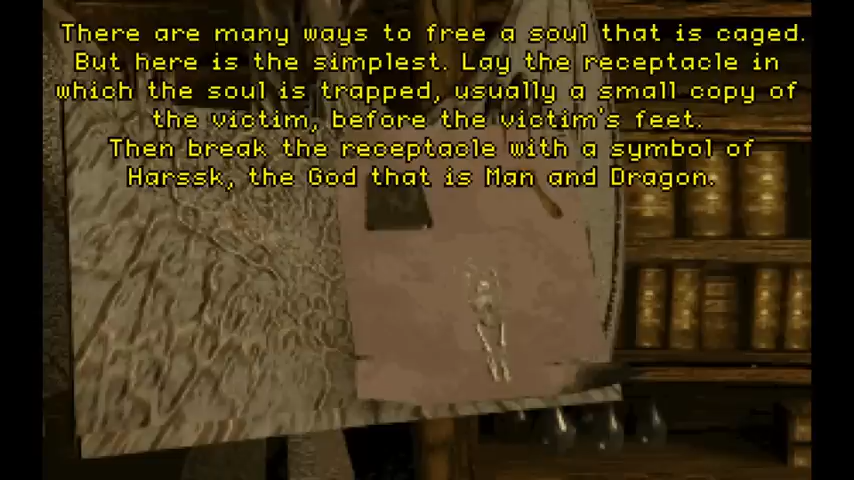 There are many ways to free a soul that is caged.
But here is the simplest. Lay the receptacle in
which the soul is trapped, usually a small copy of
the victim, before the victim's feet.
Then break the receptacle with a symbol of
Harssk, the God that is Man and Dragon.